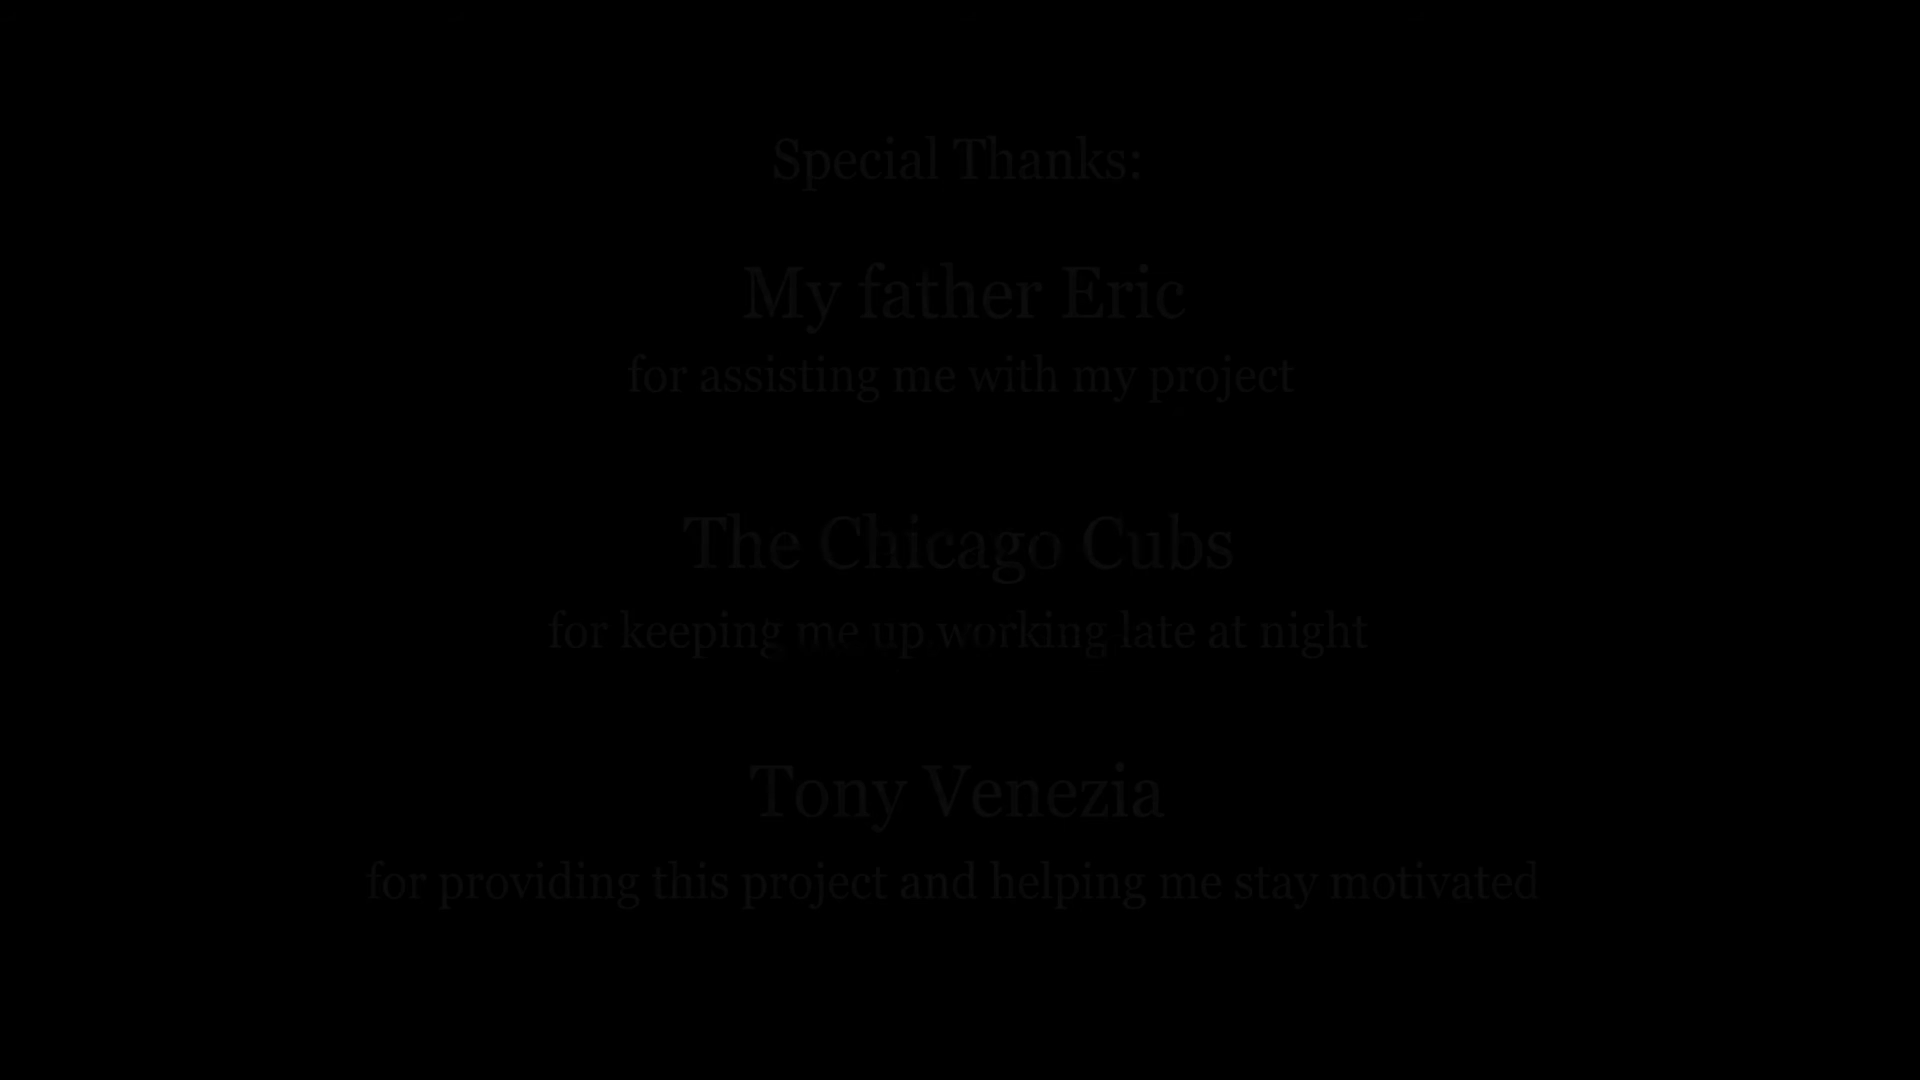 Special Thanks:
My father Eric
for assisting me with my project
The Chicago Cubs
for keeping me up working late at night
Tony Venezia
for providing this project and helping me stay motivated